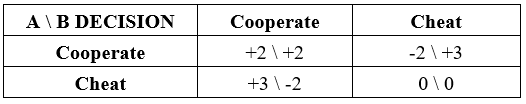 A \ B DECISION Cooperate Cheat
Cooperate +2 \ +2 -2 \ +3
Cheat +3 \ -2 0 \ 0